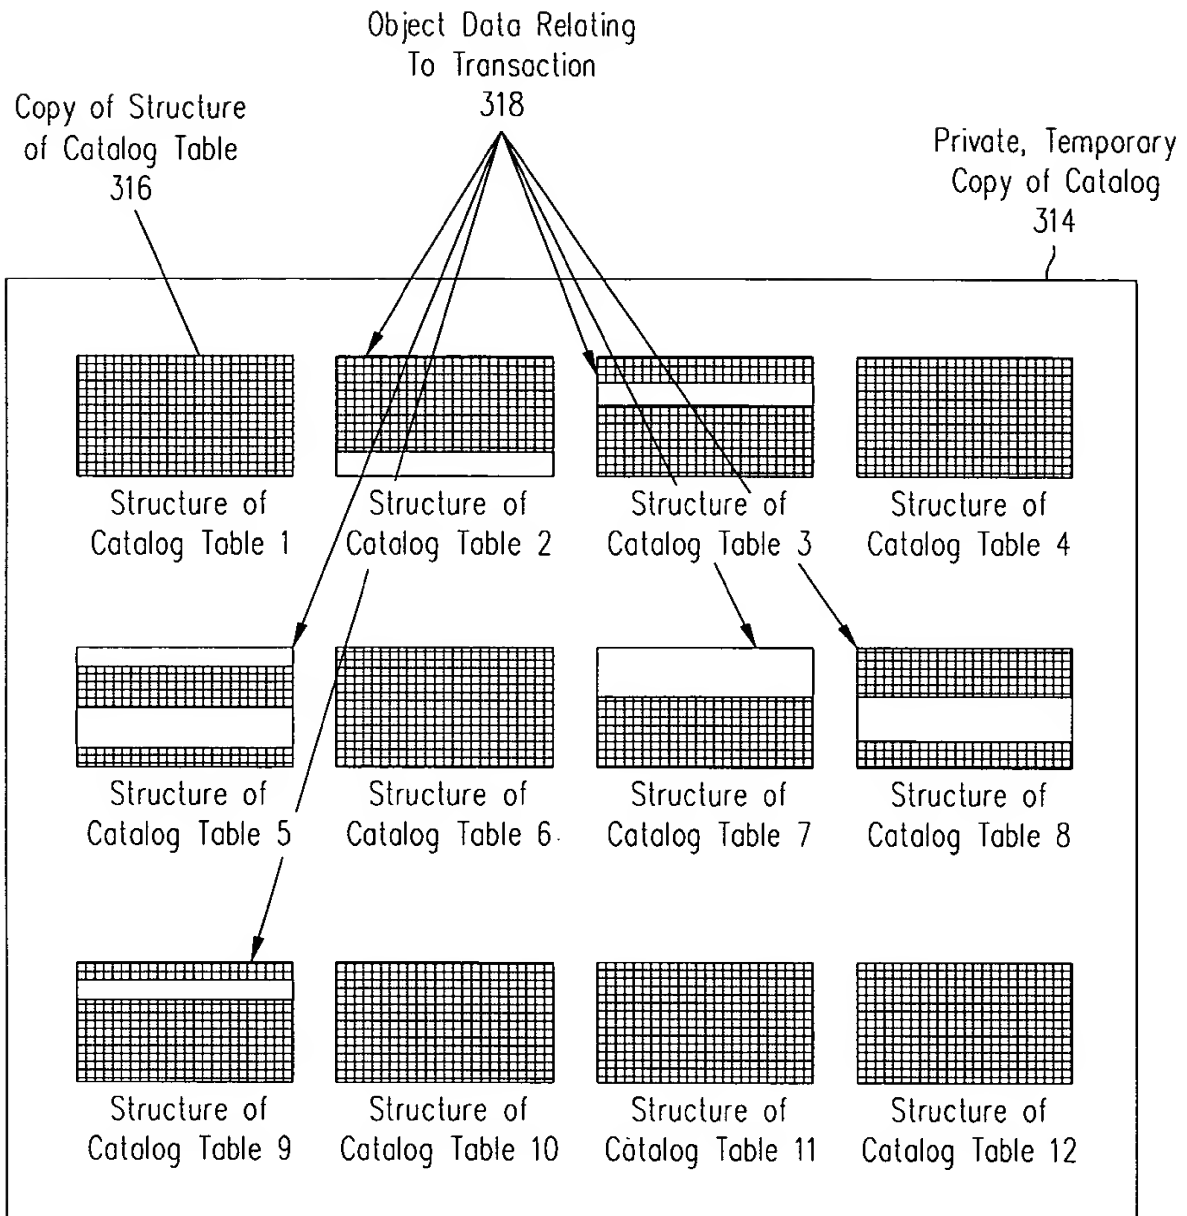 Object Data Relating
To Transaction
318
Copy of Structure
of Catalog Table
316
Private, Temporary
Copy of Catalog
314
Structure of
Catalog Table 1
Structure of
Catalog Table 2
Structure of
Catalog Table 3
Structure of
Catalog Table 4
Structure of
Catalog Table 5
Structure of
Catalog Table 6
Structure of
Catalog Table 7
Structure of
Catalog Table 8
Structure of
Catalog Table 9
Structure of
Catalog Table 10
Structure of
Catalog Table 11
Structure of
Catalog Table 12